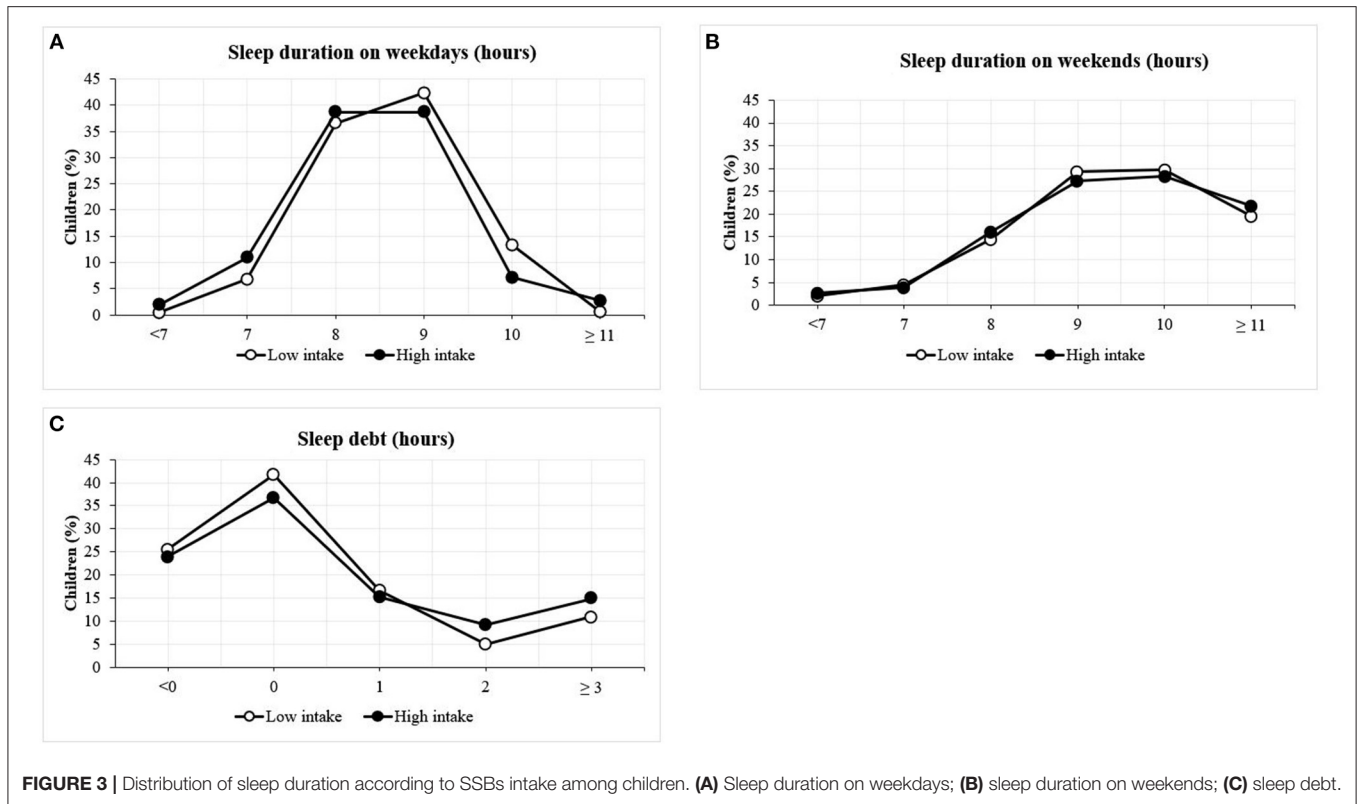 A
Sleep duration on weekdays (hours)
Children (%)
45
40
35
30
25
20
15
10
5
0
<7 7 8 9 10 ≥ 11
Low intake High intake
B
Sleep duration on weekends (hours)
Children (%)
45
40
35
30
25
20
15
10
5
0
<7 7 8 9 10 ≥ 11
Low intake High intake
C
Sleep debt (hours)
Children (%)
45
40
35
30
25
20
15
10
5
0
<0 0 1 2 ≥ 3
Low intake High intake
FIGURE 3 | Distribution of sleep duration according to SSBs intake among children. (A) Sleep duration on weekdays; (B) sleep duration on weekends; (C) sleep debt.